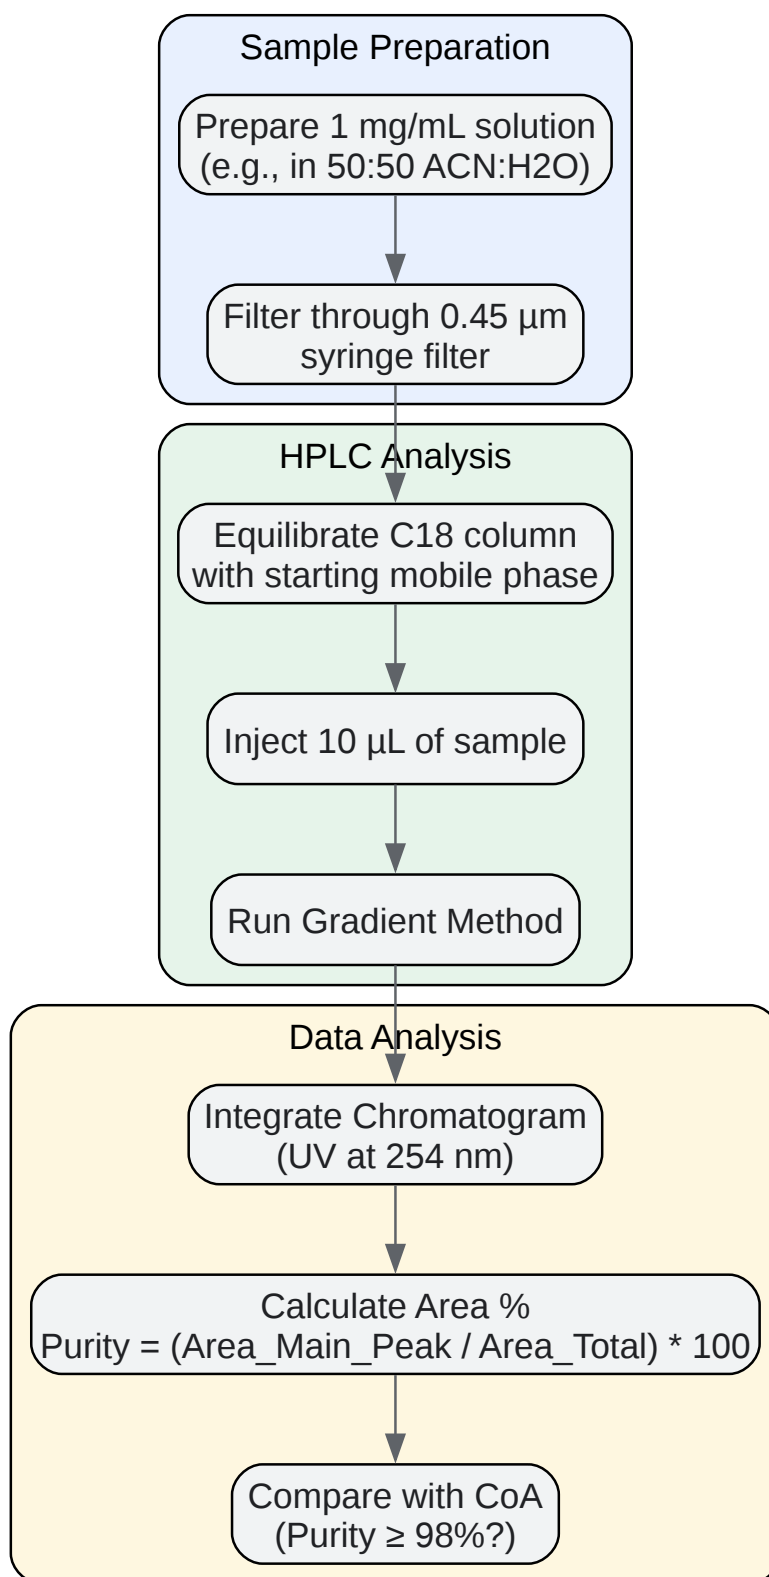 Sample Preparation
Prepare 1 mg/mL solution
(e.g., in 50:50 ACN:H2O)
Filter through 0.45 µm
syringe filter
HPLC Analysis
Equilibrate C18 column
with starting mobile phase
Inject 10 µL of sample
Run Gradient Method
Data Analysis
Integrate Chromatogram
(UV at 254 nm)
Calculate Area %
Purity = (Area_Main_Peak / Area_Total) * 100
Compare with CoA
(Purity ≥ 98%?)